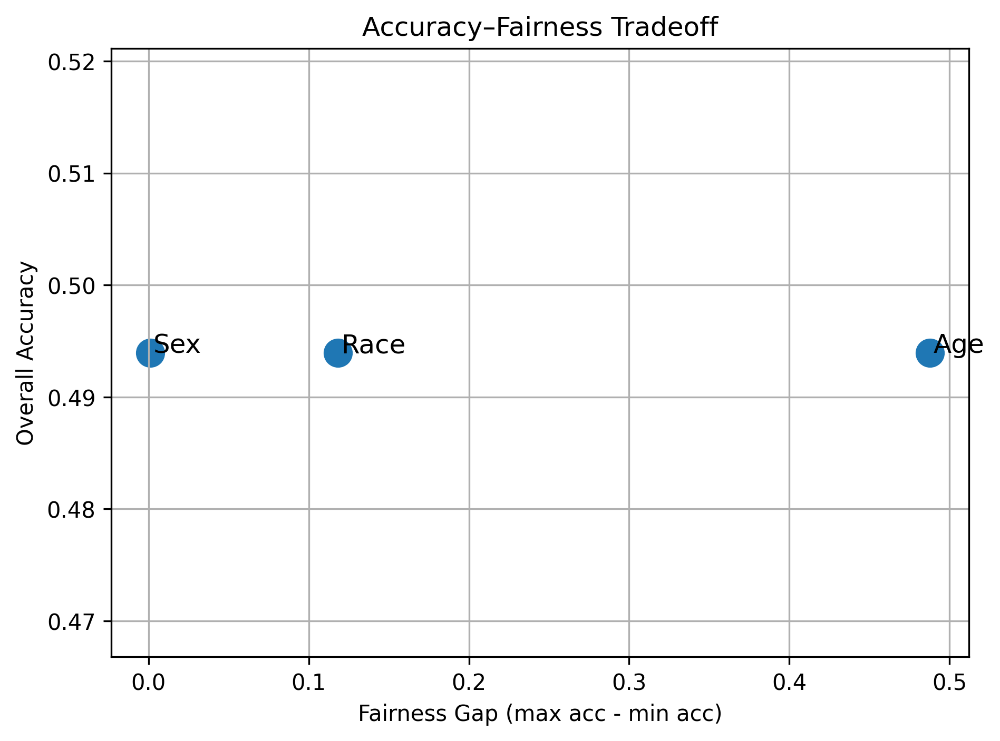 Accuracy–Fairness Tradeoff
Overall Accuracy
0.52
0.51
0.50
0.49
0.48
0.47
Sex
Race
Age
0.0
0.1
0.2
0.3
0.4
0.5
Fairness Gap (max acc - min acc)